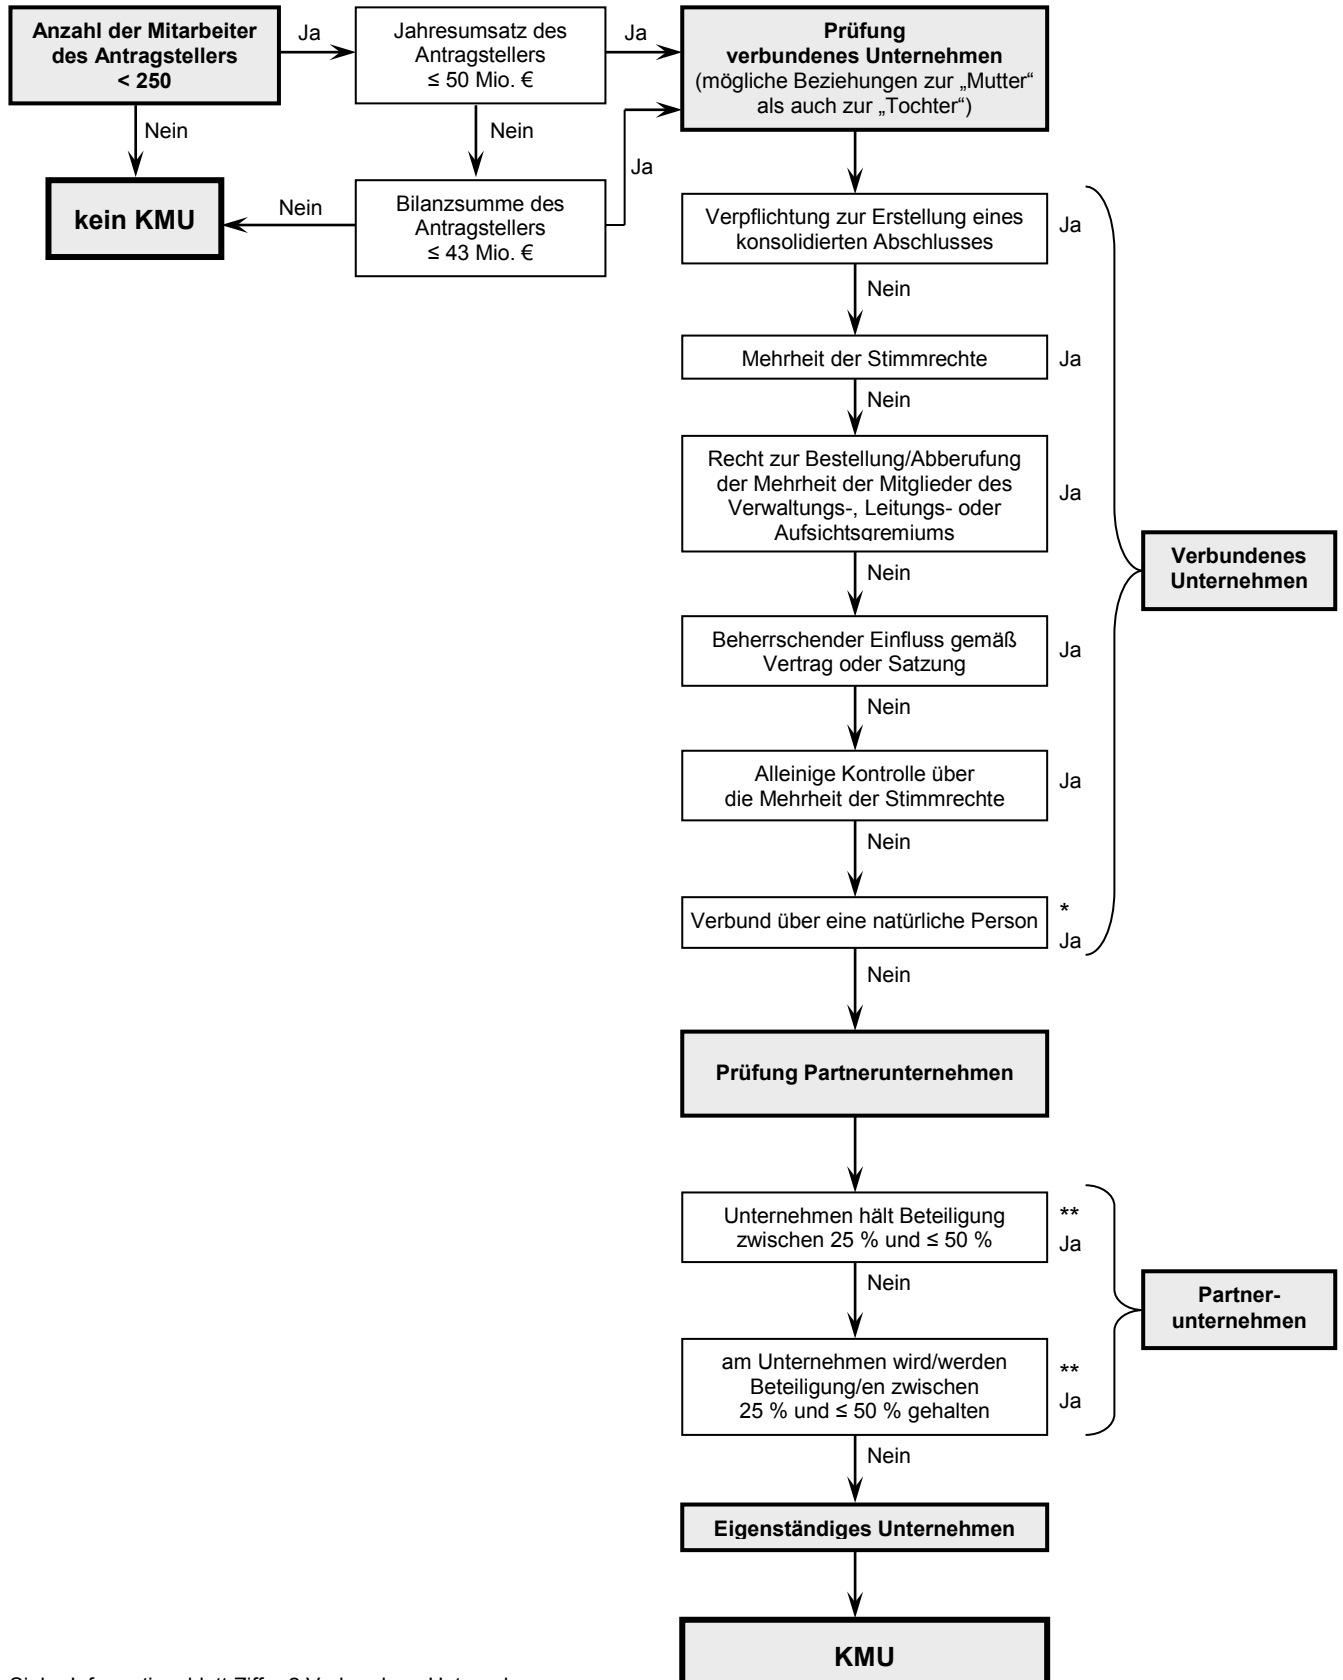 Anzahl der Mitarbeiter
des Antragstellers
< 250
Ja
Jahresumsatz des
Antragstellers
≤ 50 Mio. €
Ja
Prüfung
verbundenes Unternehmen
(mögliche Beziehungen zur „Mutter“
als auch zur „Tochter“)
Nein
Nein
Ja
kein KMU
Nein
Bilanzsumme des
Antragstellers
≤ 43 Mio. €
Verpflichtung zur Erstellung eines
konsolidierten Abschlusses
Ja
Nein
Mehrheit der Stimmrechte
Ja
Nein
Recht zur Bestellung/Abberufung
der Mehrheit der Mitglieder des
Verwaltungs-, Leitungs- oder
Aufsichtsgremiums
Ja
Nein
Verbundenes
Unternehmen
Beherrschender Einfluss gemäß
Vertrag oder Satzung
Ja
Nein
Alleinige Kontrolle über
die Mehrheit der Stimmrechte
Ja
Nein
Verbund über eine natürliche Person
*
Ja
Nein
Prüfung Partnerunternehmen
Unternehmen hält Beteiligung
zwischen 25 % und ≤ 50 %
**
Ja
Nein
Partner-
unternehmen
am Unternehmen wird/werden
Beteiligung/en zwischen
25 % und ≤ 50 % gehalten
**
Ja
Nein
Eigenständiges Unternehmen
KMU